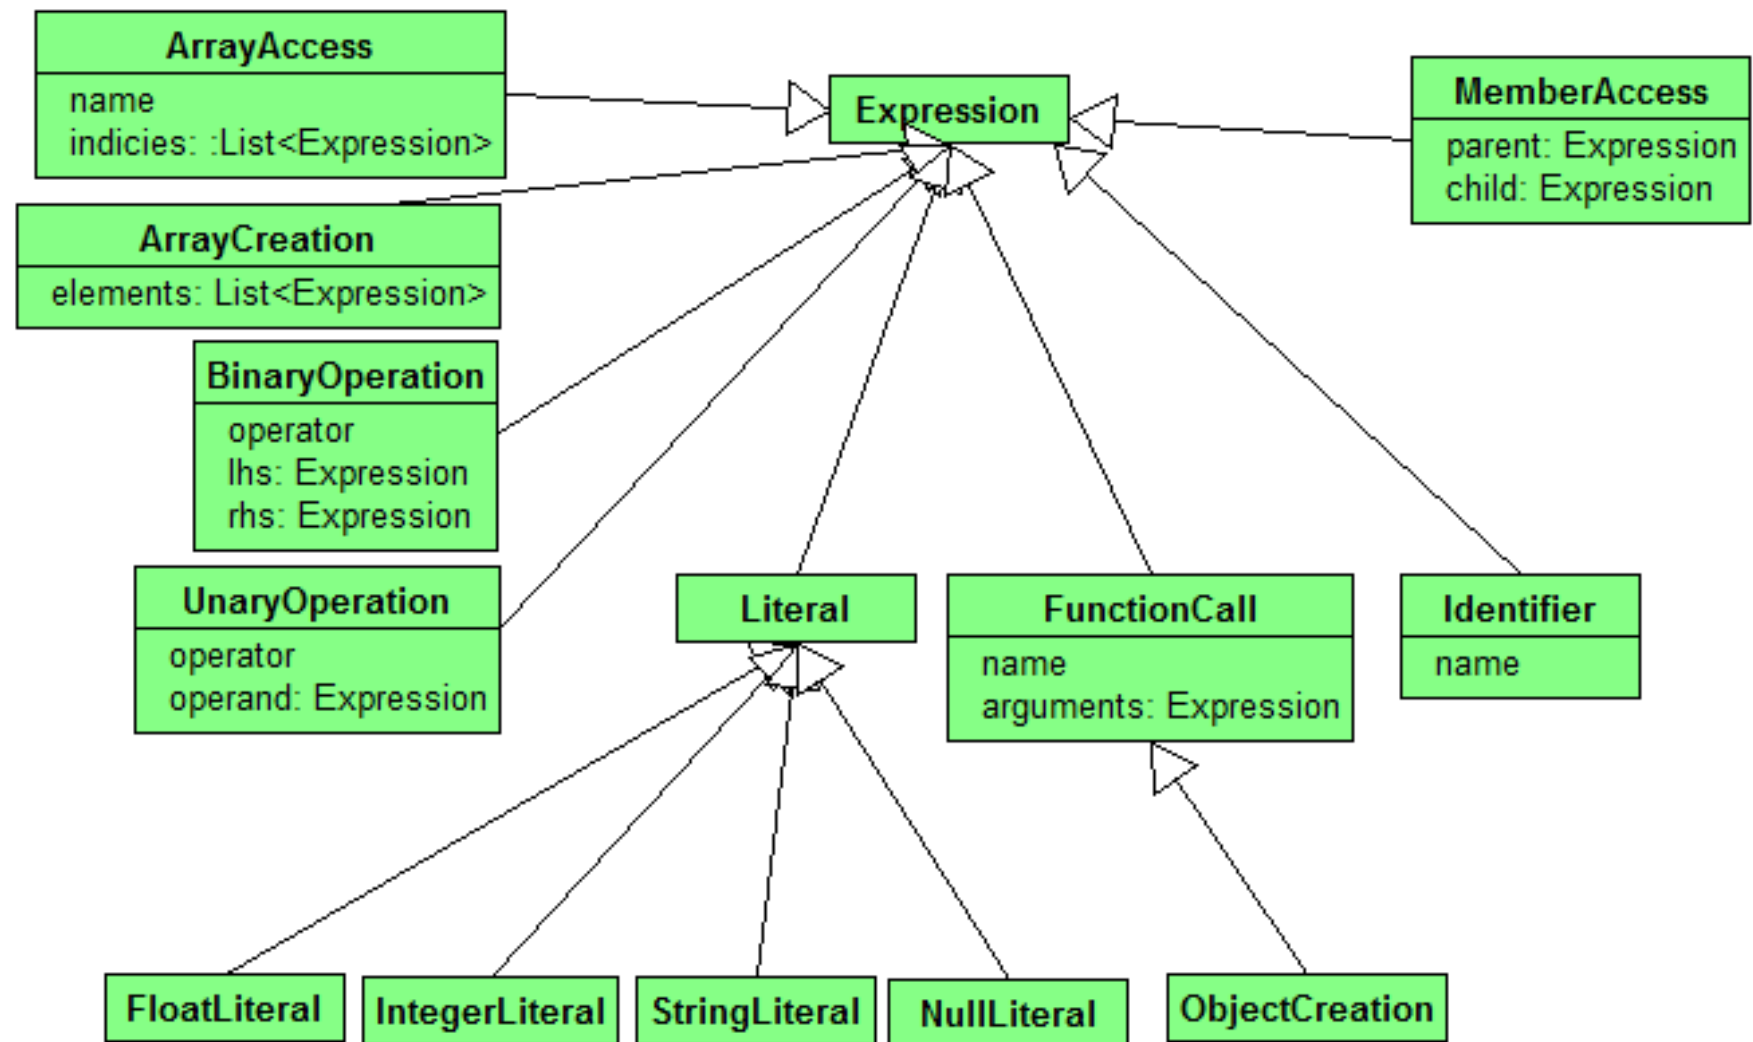 ArrayAccess
name
indicies: :List<Expression>
Expression
MemberAccess
parent: Expression
child: Expression
ArrayCreation
elements: List<Expression>
BinaryOperation
operator
lhs: Expression
rhs: Expression
UnaryOperation
operator
operand: Expression
Literal
FunctionCall
name
arguments: Expression
Identifier
name
FloatLiteral
IntegerLiteral
StringLiteral
NullLiteral
ObjectCreation